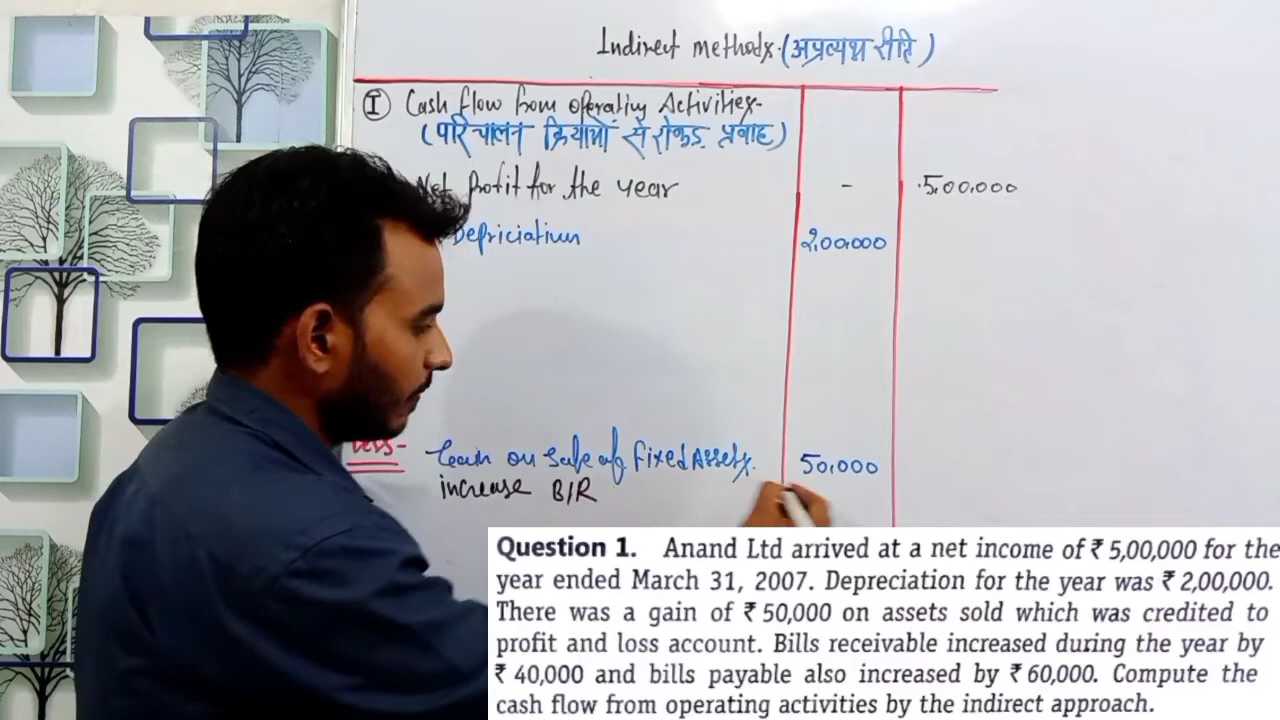 Indirect method (अप्रत्यक्ष रीति)
I Cash flow from operating Activities-
(परिचालन क्रियाओं से रोकड़ प्रवाह)
Net Profit for the year - 5,00,000
Depriciation 2,00,000
Less- Gain on Sale of Fixed Assets. 50,000
increase B/R
Question 1. Anand Ltd arrived at a net income of ₹ 5,00,000 for the
year ended March 31, 2007. Depreciation for the year was ₹ 2,00,000.
There was a gain of ₹ 50,000 on assets sold which was credited to
profit and loss account. Bills receivable increased during the year by
₹ 40,000 and bills payable also increased by ₹ 60,000. Compute the
cash flow from operating activities by the indirect approach.